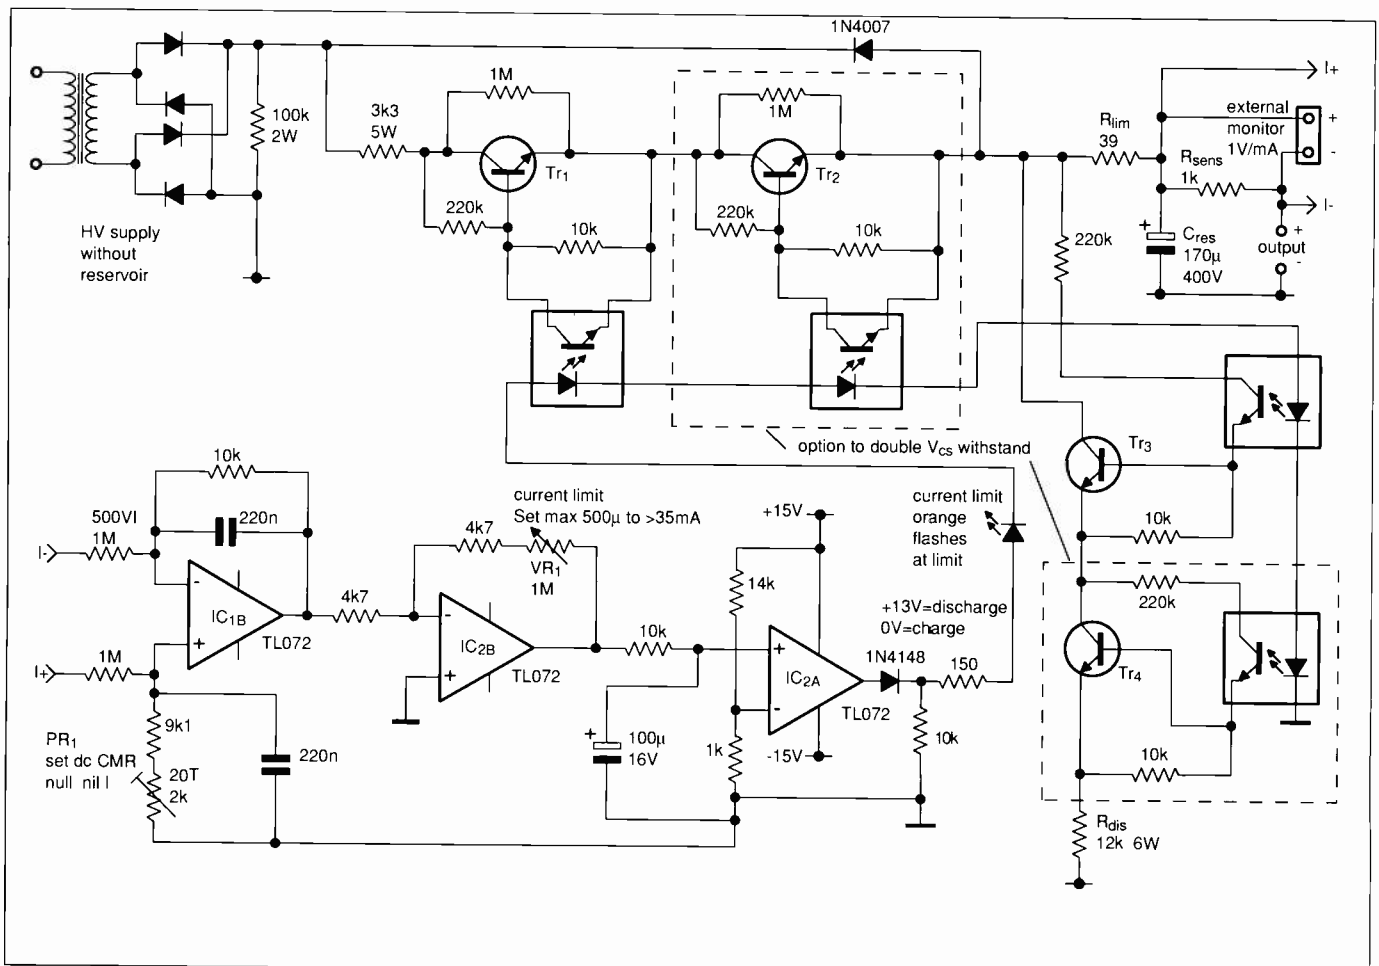 1N4007
I+
1M
1M
3k3
5W
100k
2W
Rlim
39
external
monitor
1V/mA
+
-
Rsens
1k
Tr1
Tr2
I-
220k
10k
220k
10k
HV supply
without
reservoir
220k
+
Cres
170µ
400V
+
output
-
option to double VCS withstand
Tr3
10k
500VI
1M
220n
I-
current limit
Set max 500µ to >35mA
4k7
VR1
1M
+15V
current limit
orange
flashes
at limit
10k
220k
-
IC1B
+
TL072
4k7
14k
+13V=discharge
0V=charge
-
IC2B
+
TL072
10k
+
IC2A
-
TL072
1N4148
150
Tr4
I+
1M
9k1
PR1
set dc CMR
null nil I
20T
2k
220n
+
100µ
16V
1k
-15V
10k
10k
Rdis
12k 6W